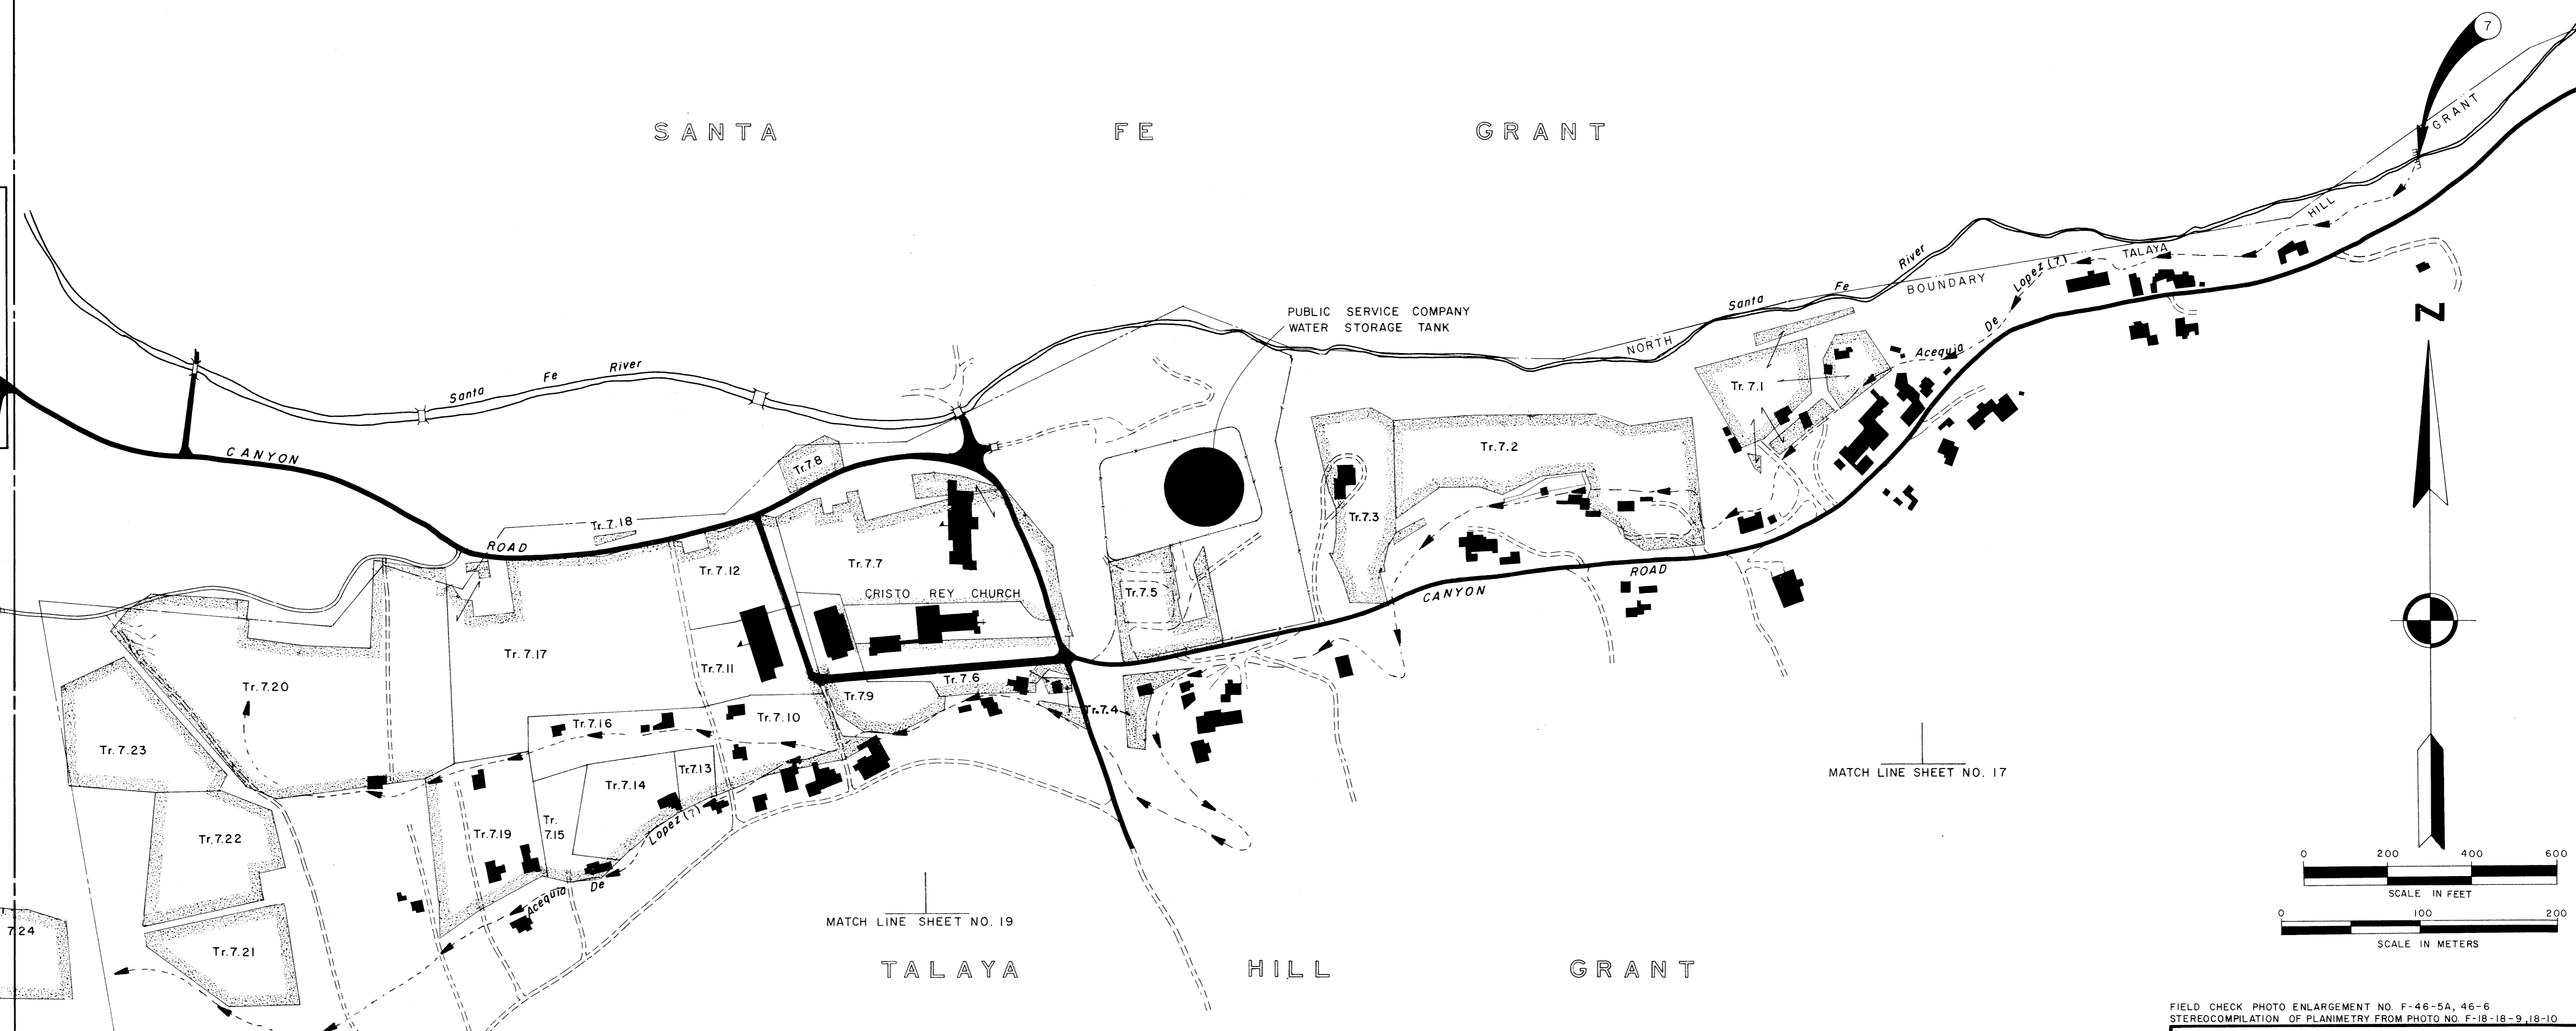 7
SANTA FE GRANT
GRANT
HILL
TALAYA
BOUNDARY
NORTH
Santa Fe River
Lopez (7)
De
Acequia
PUBLIC SERVICE COMPANY
WATER STORAGE TANK
N
Santa Fe River
CANYON
ROAD
Tr. 7.1
Tr. 7.2
Tr. 7.3
Tr. 7.8
Tr. 7.18
Tr. 7.12
Tr. 7.7
CRISTO REY CHURCH
Tr. 7.5
CANYON
ROAD
Tr. 7.17
Tr. 7.11
Tr. 7.20
Tr. 7.9
Tr. 7.6
Tr. 7.4
Tr. 7.16
Tr. 7.10
Tr. 7.23
Tr. 7.13
Tr. 7.14
MATCH LINE SHEET NO. 17
Tr.
7.15
Tr. 7.19
Tr. 7.22
Lopez (7)
De
Acequia
MATCH LINE SHEET NO. 19
7.24
Tr. 7.21
0 200 400 600
SCALE IN FEET
0 100 200
SCALE IN METERS
TALAYA HILL GRANT
FIELD CHECK PHOTO ENLARGEMENT NO. F-46-5A, 46-6
STEREOCOMPILATION OF PLANIMETRY FROM PHOTO NO. F-18-18-9, 18-10